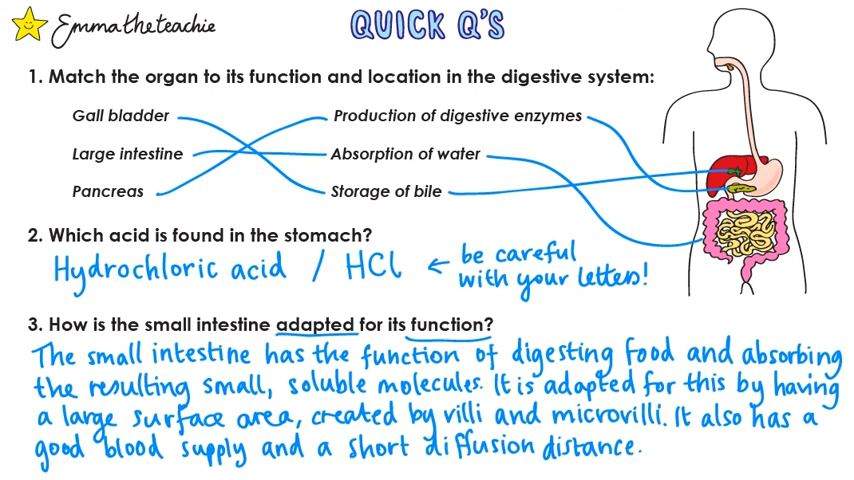 Emmatheteachie
QUICK Q'S
1. Match the organ to its function and location in the digestive system:
Gall bladder Production of digestive enzymes
Large intestine Absorption of water
Pancreas Storage of bile
2. Which acid is found in the stomach?
Hydrochloric acid / HCl ← be careful
with your letters!
3. How is the small intestine adapted for its function?
The small intestine has the function of digesting food and absorbing
the resulting small, soluble molecules. It is adapted for this by having
a large surface area, created by villi and microvilli. It also has a
good blood supply and a short diffusion distance.